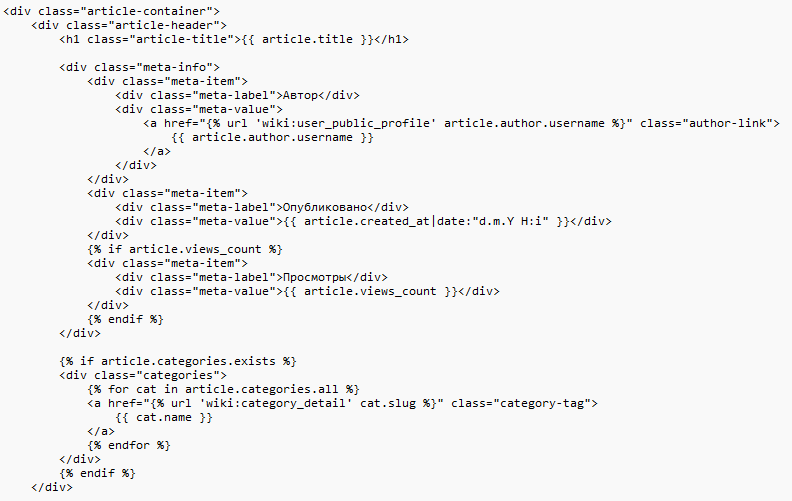 <div class="article-container">
    <div class="article-header">
        <h1 class="article-title">{{ article.title }}</h1>

        <div class="meta-info">
            <div class="meta-item">
                <div class="meta-label">Автор</div>
                <div class="meta-value">
                    <a href="{% url 'wiki:user_public_profile' article.author.username %}" class="author-link">
                        {{ article.author.username }}
                    </a>
                </div>
            </div>
            <div class="meta-item">
                <div class="meta-label">Опубликовано</div>
                <div class="meta-value">{{ article.created_at|date:"d.m.Y H:i" }}</div>
            </div>
            {% if article.views_count %}
            <div class="meta-item">
                <div class="meta-label">Просмотры</div>
                <div class="meta-value">{{ article.views_count }}</div>
            </div>
            {% endif %}
        </div>

        {% if article.categories.exists %}
        <div class="categories">
            {% for cat in article.categories.all %}
            <a href="{% url 'wiki:category_detail' cat.slug %}" class="category-tag">
                {{ cat.name }}
            </a>
            {% endfor %}
        </div>
        {% endif %}
    </div>